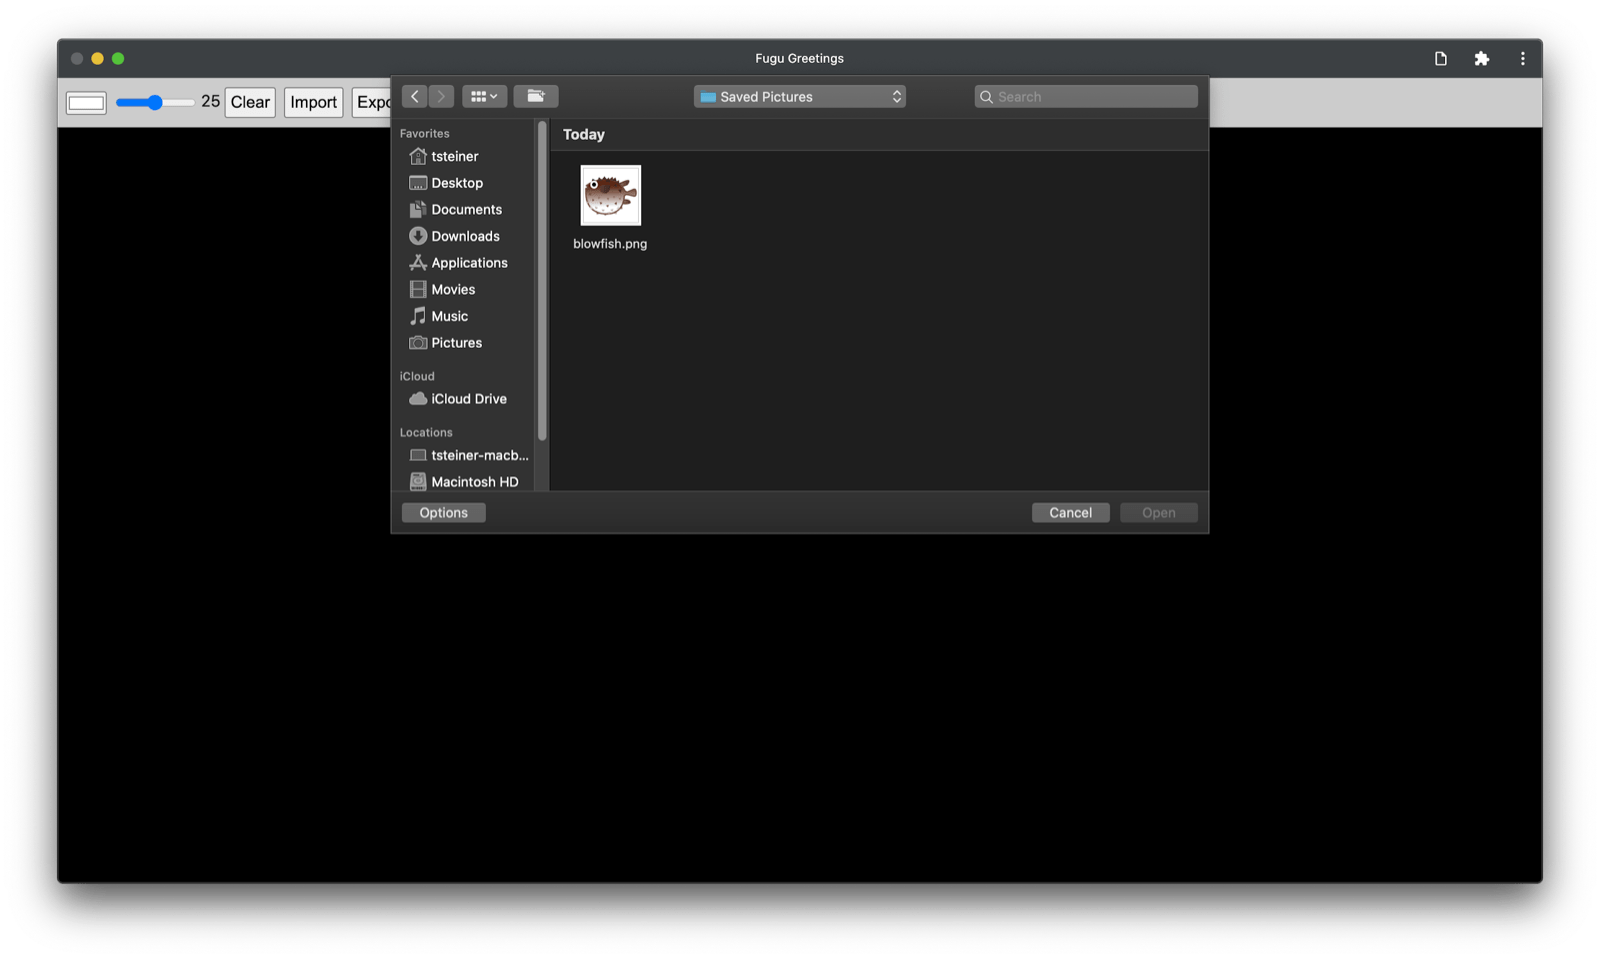 Fugu Greetings
25 Clear Import Expo
Saved Pictures
Search
Favorites
tsteiner
Desktop
Documents
Downloads
Applications
Movies
Music
Pictures
iCloud
iCloud Drive
Locations
tsteiner-macb...
Macintosh HD
Today
blowfish.png
Options
Cancel
Open